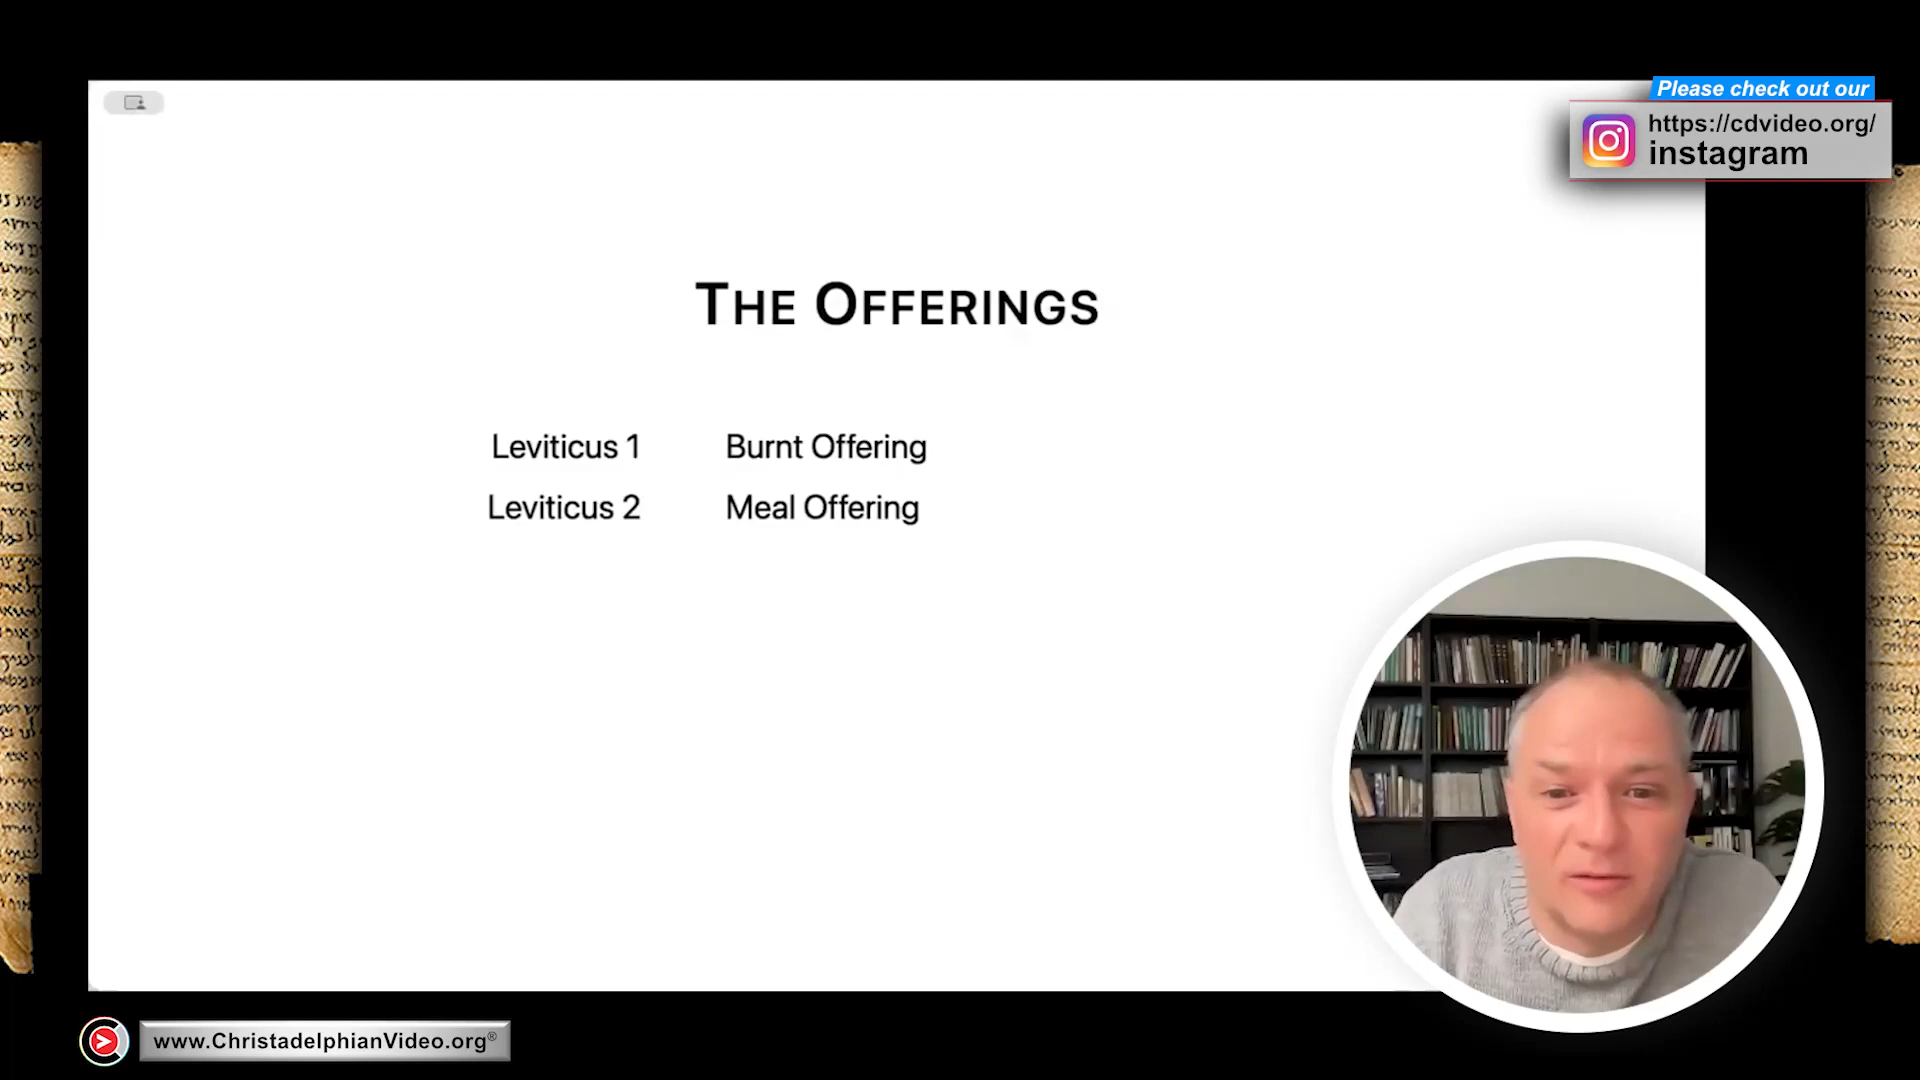 Please check out our
https://cdvideo.org/
instagram
THE OFFERINGS
Leviticus 1 Burnt Offering
Leviticus 2 Meal Offering
www.ChristadelphianVideo.org®